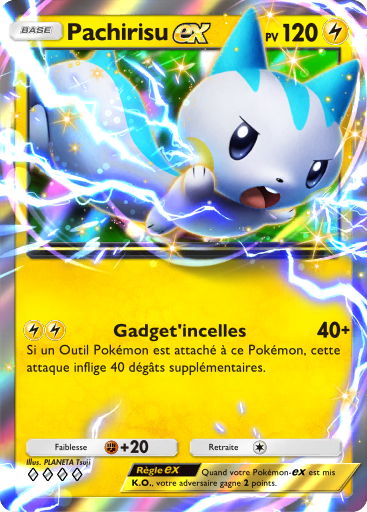 BASE Pachirisu ex PV 120
Gadget'incelles 40+
Si un Outil Pokémon est attaché à ce Pokémon, cette
attaque inflige 40 dégâts supplémentaires.
Faiblesse +20 Retraite
Illus. PLANETA Tsuji
Règle ex Quand votre Pokémon-ex est mis
K.O., votre adversaire gagne 2 points.